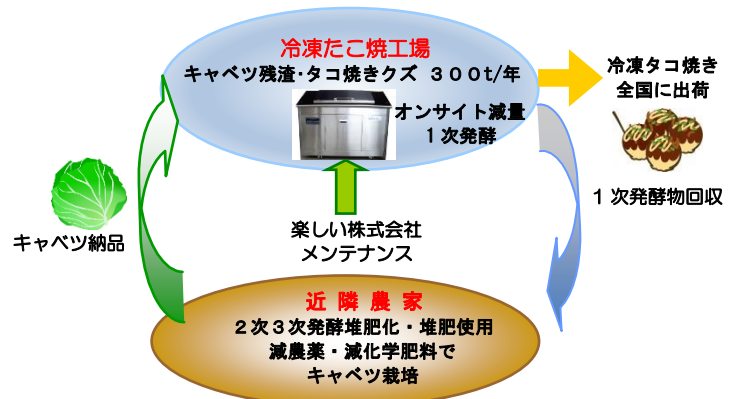 冷凍たこ焼工場
キャベツ残渣･タコ焼きクズ ３００t/年
オンサイト減量
１次発酵
冷凍タコ焼き
全国に出荷
１次発酵物回収
キャベツ納品
楽しい株式会社
メンテナンス
近 隣 農 家
２次３次発酵堆肥化・堆肥使用
減農薬・減化学肥料で
キャベツ栽培